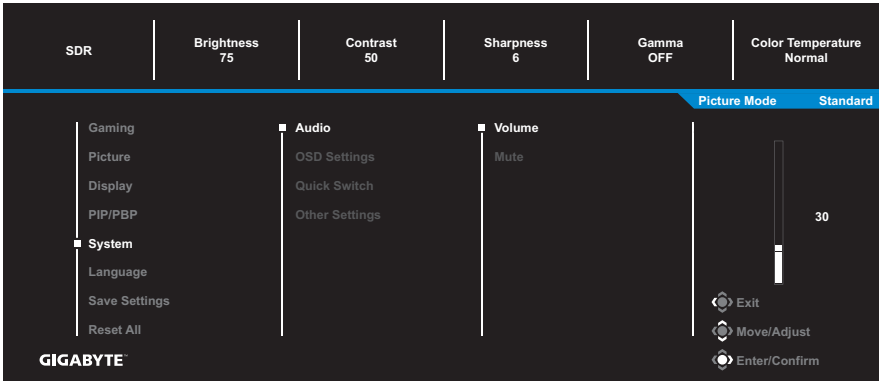 SDR
Brightness
75
Contrast
50
Sharpness
6
Gamma
OFF
Color Temperature
Normal
Picture Mode Standard
Gaming
Picture
Display
PIP/PBP
System
Language
Save Settings
Reset All
Audio
OSD Settings
Quick Switch
Other Settings
Volume
Mute
30
Exit
Move/Adjust
Enter/Confirm
GIGABYTE™